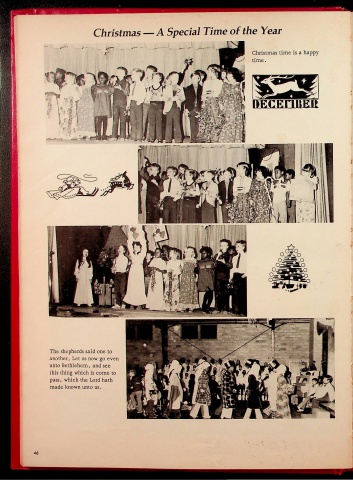 Christmas — A Special Time of the Year
Christmas time is a happy
time.
DECEMBER
The shepherds said one to
another, Let us now go even
unto Bethlehem, and see
this thing which is come to
pass, which the Lord hath
made known unto us.
46